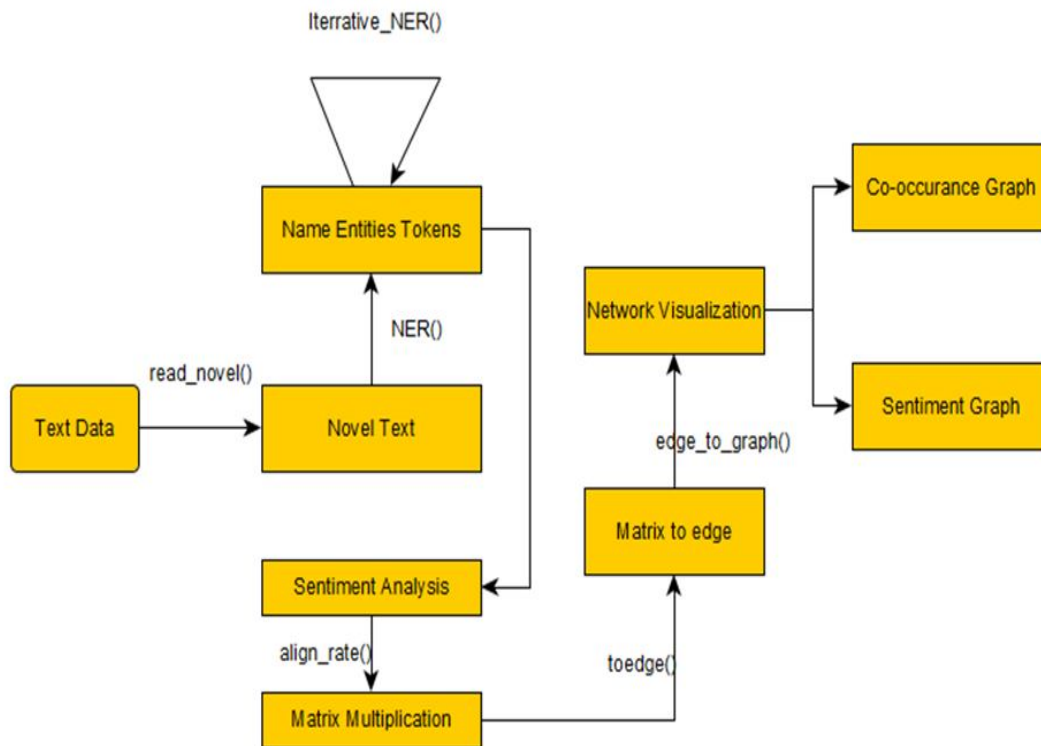 Iterrative_NER()
Co-occurance Graph
Name Entities Tokens
Network Visualization
NER()
read_novel()
Text Data
Novel Text
Sentiment Graph
edge_to_graph()
Matrix to edge
Sentiment Analysis
align_rate()
toedge()
Matrix Multiplication